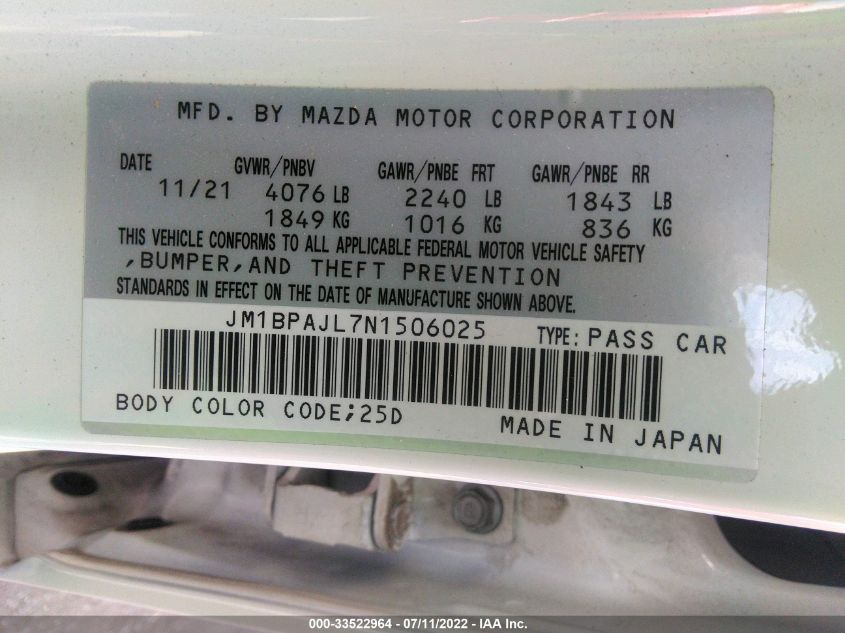 MFD. BY MAZDA MOTOR CORPORATION
DATE GVWR/PNBV GAWR/PNBE FRT GAWR/PNBE RR
11/21 4076 LB 2240 LB 1843 LB
1849 KG 1016 KG 836 KG
THIS VEHICLE CONFORMS TO ALL APPLICABLE FEDERAL MOTOR VEHICLE SAFETY
,BUMPER,AND THEFT PREVENTION
STANDARDS IN EFFECT ON THE DATE OF MANUFACTURE SHOWN ABOVE.
JM1BPAJL7N1506025 TYPE: PASS CAR
BODY COLOR CODE;25D
MADE IN JAPAN
000-33522964 - 07/11/2022 - IAA Inc.